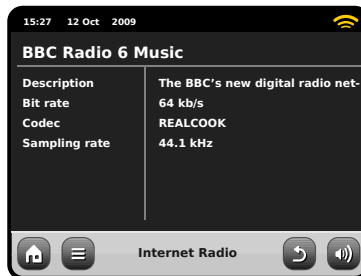 15:27 12 Oct 2009
BBC Radio 6 Music
Description The BBC's new digital radio net-
Bit rate 64 kb/s
Codec REALCOOK
Sampling rate 44.1 kHz
Internet Radio